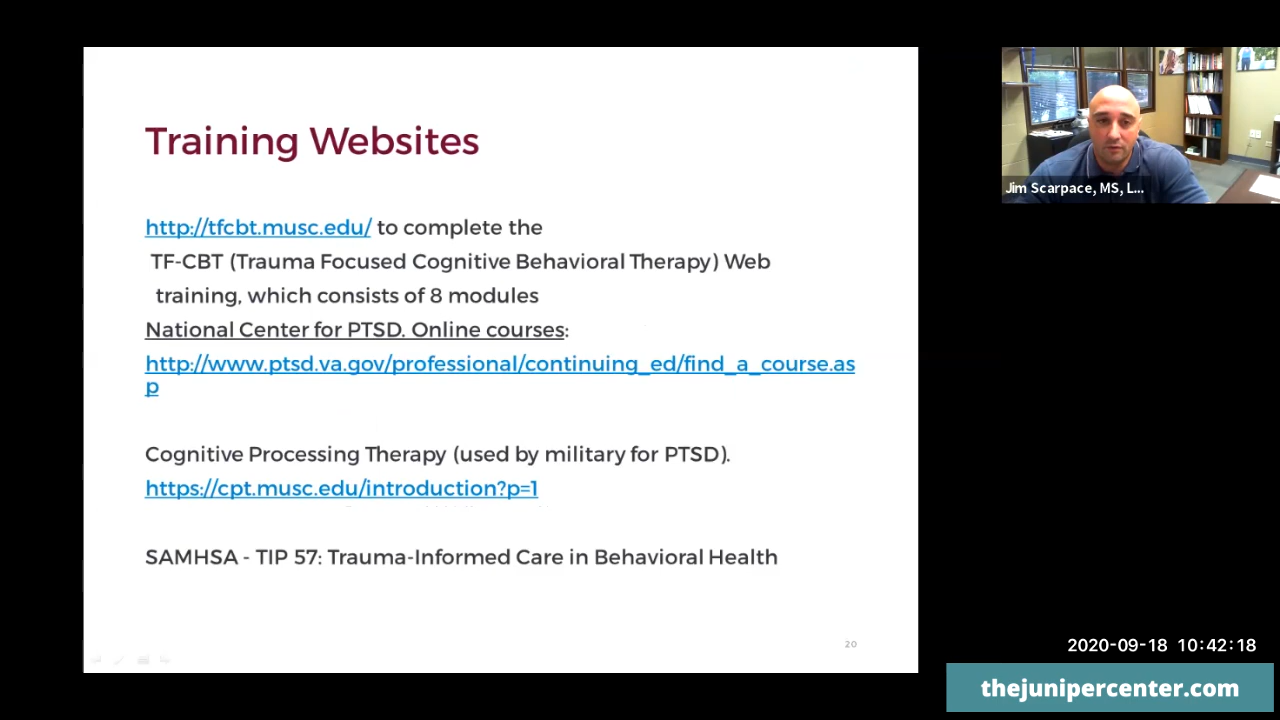 Training Websites
http://tfcbt.musc.edu/ to complete the
TF-CBT (Trauma Focused Cognitive Behavioral Therapy) Web
training, which consists of 8 modules
National Center for PTSD. Online courses:
http://www.ptsd.va.gov/professional/continuing_ed/find_a_course.as
p
Cognitive Processing Therapy (used by military for PTSD).
https://cpt.musc.edu/introduction?p=1
SAMHSA - TIP 57: Trauma-Informed Care in Behavioral Health
20
Jim Scarpace, MS, L...
2020-09-18 10:42:18
thejunipercenter.com